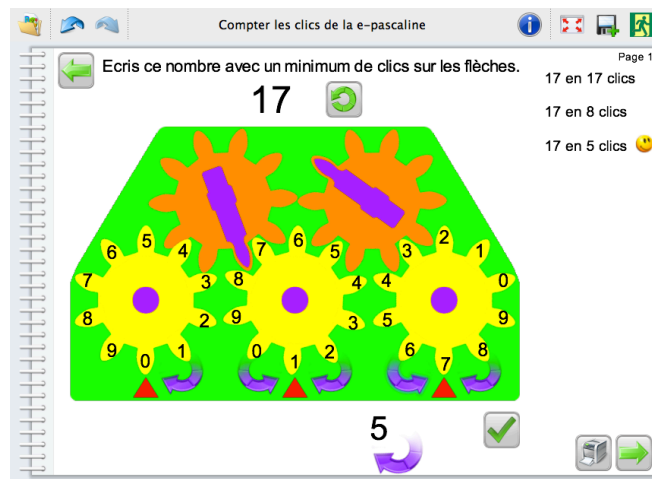 Compter les clics de la e-pascaline
Page 1
Ecris ce nombre avec un minimum de clics sur les flèches.
17
17 en 17 clics
17 en 8 clics
17 en 5 clics
5 4 3 2 1 0 9 8 7 6
6 5 4 3 2 1 0 9 8 7
2 1 0 9 8 7 6 5 4 3
5